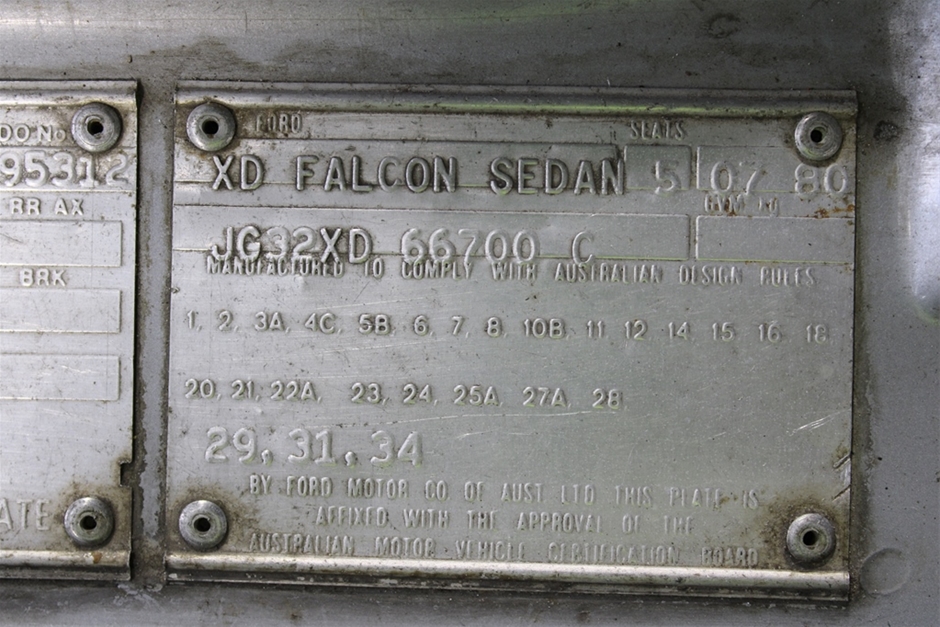 DO No
95312
RR AX
BRK
ATE
FORD SEATS
XD FALCON SEDAN 5 07 80
GVM kg
JG32XD 66700 C
MANUFACTURED TO COMPLY WITH AUSTRALIAN DESIGN RULES
1, 2, 3A, 4C, 5B, 6, 7, 8, 10B, 11, 12, 14, 15, 16, 18
20, 21, 22A, 23, 24, 25A, 27A, 28,
29, 31, 34
BY FORD MOTOR CO OF AUST LTD THIS PLATE IS
AFFIXED WITH THE APPROVAL OF THE
AUSTRALIAN MOTOR VEHICLE CERTIFICATION BOARD